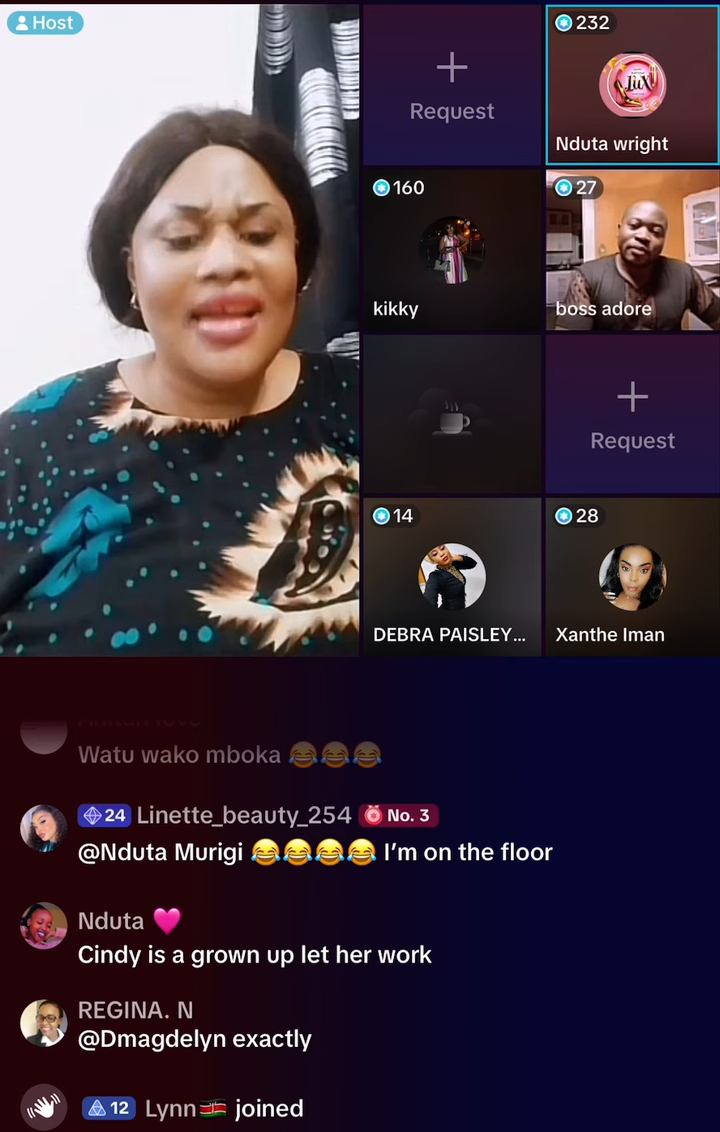 Host
Request
232
LUX
Nduta wright
160
kikky
27
boss adore
Request
14
DEBRA PAISLEY...
28
Xanthe Iman
Watu wako mboka 😂😂😂
24 Linette_beauty_254 No. 3
@Nduta Murigi 😂😂😂😂 I'm on the floor
Nduta 🩷
Cindy is a grown up let her work
REGINA. N
@Dmagdelyn exactly
12 Lynn🇰🇪 joined